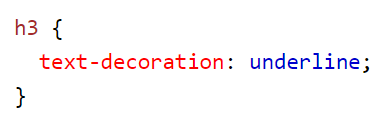 h3 {
  text-decoration: underline;
}